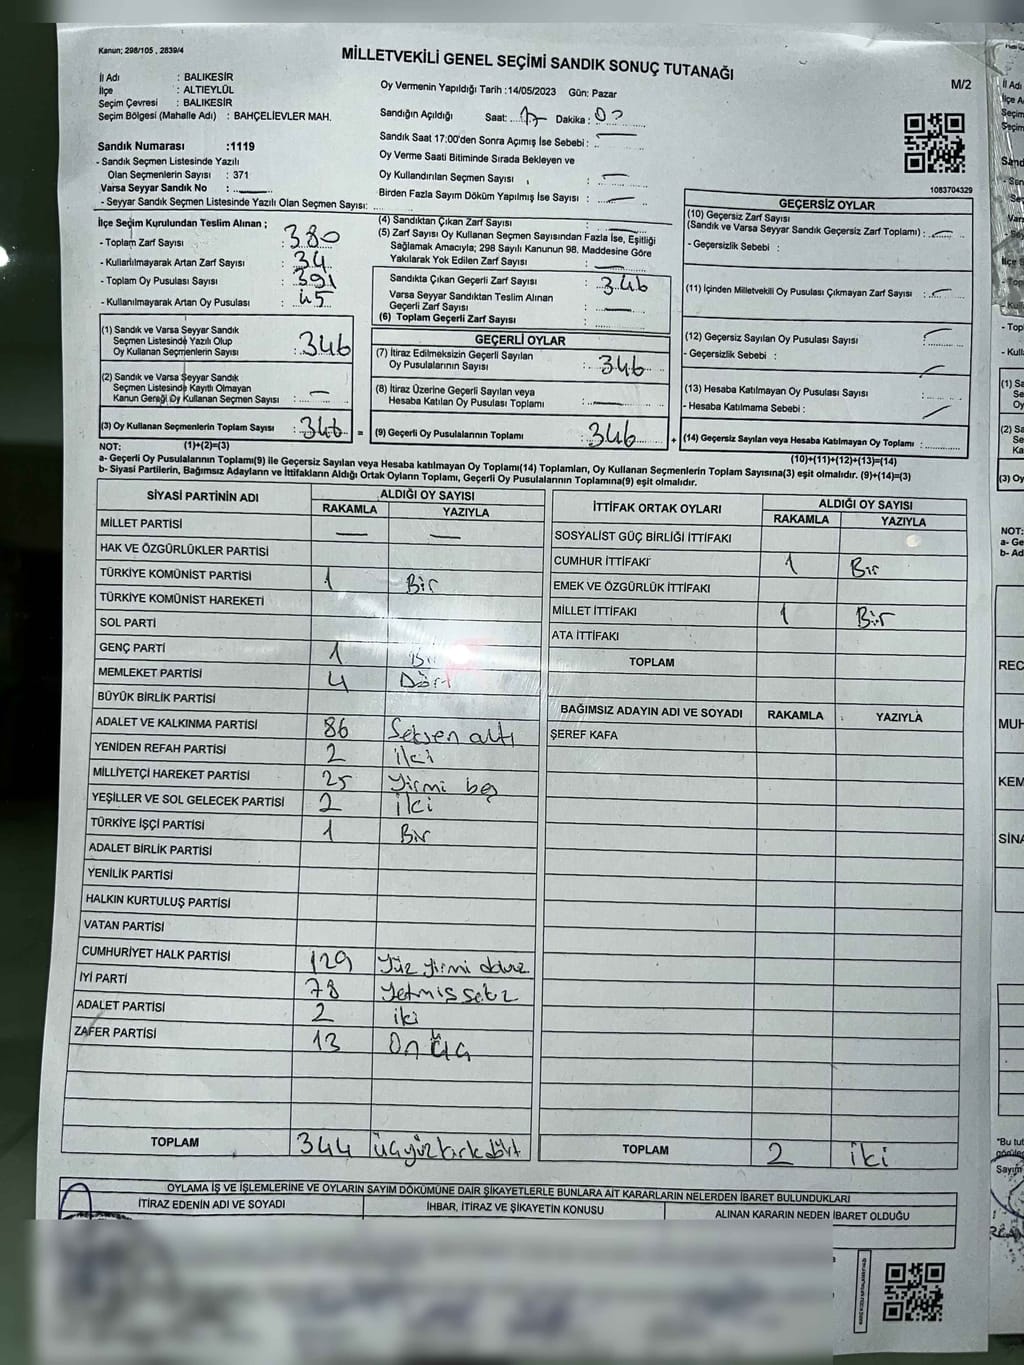 Kanun; 298/105 , 2839/4
MİLLETVEKİLİ GENEL SEÇİMİ SANDIK SONUÇ TUTANAĞI
M/2
İl Adı : BALIKESİR
İlçe : ALTIEYLÜL
Seçim Çevresi : BALIKESİR
Seçim Bölgesi (Mahalle Adı) : BAHÇELİEVLER MAH.
Sandık Numarası :1119
- Sandık Seçmen Listesinde Yazılı
Olan Seçmenlerin Sayısı : 371
Varsa Seyyar Sandık No :
- Seyyar Sandık Seçmen Listesinde Yazılı Olan Seçmen Sayısı:
Oy Vermenin Yapıldığı Tarih :14/05/2023 Gün: Pazar
Sandığın Açıldığı Saat: 17 Dakika :
Sandık Saat 17:00'den Sonra Açımış İse Sebebi :
Oy Verme Saati Bitiminde Sırada Bekleyen ve
Oy Kullandırılan Seçmen Sayısı :
Birden Fazla Sayım Döküm Yapılmış İse Sayısı :
1083704329
İlçe Seçim Kurulundan Teslim Alınan ;
- Toplam Zarf Sayısı : 380
- Kullanılmayarak Artan Zarf Sayısı : 34
- Toplam Oy Pusulası Sayısı : 391
- Kullanılmayarak Artan Oy Pusulası : 45
(1) Sandık ve Varsa Seyyar Sandık
Seçmen Listesinde Yazılı Olup
Oy Kullanan Seçmenlerin Sayısı : 346
(2) Sandık ve Varsa Seyyar Sandık
Seçmen Listesinde Kayıtlı Olmayan
Kanun Gereği Oy Kullanan Seçmen Sayısı : —
(3) Oy Kullanan Seçmenlerin Toplam Sayısı : 346 =
(1)+(2)=(3)
(4) Sandıktan Çıkan Zarf Sayısı :
(5) Zarf Sayısı Oy Kullanan Seçmen Sayısından Fazla İse, Eşitliği
Sağlamak Amacıyla; 298 Sayılı Kanunun 98. Maddesine Göre
Yakılarak Yok Edilen Zarf Sayısı : —
Sandıkta Çıkan Geçerli Zarf Sayısı : 346
Varsa Seyyar Sandıktan Teslim Alınan
Geçerli Zarf Sayısı : —
(6) Toplam Geçerli Zarf Sayısı :
GEÇERLİ OYLAR
(7) İtiraz Edilmeksizin Geçerli Sayılan
Oy Pusulalarının Sayısı : 346
(8) İtiraz Üzerine Geçerli Sayılan veya
Hesaba Katılan Oy Pusulası Toplamı : —
(9) Geçerli Oy Pusulalarının Toplamı : 346 +
GEÇERSİZ OYLAR
(10) Geçersiz Zarf Sayısı
(Sandık ve Varsa Seyyar Sandık Geçersiz Zarf Toplamı) : —
- Geçersizlik Sebebi :
(11) İçinden Milletvekili Oy Pusulası Çıkmayan Zarf Sayısı : —
(12) Geçersiz Sayılan Oy Pusulası Sayısı :
- Geçersizlik Sebebi :
(13) Hesaba Katılmayan Oy Pusulası Sayısı :
- Hesaba Katılmama Sebebi :
(14) Geçersiz Sayılan veya Hesaba Katılmayan Oy Toplamı :
(10)+(11)+(12)+(13)=(14)
NOT:
a- Geçerli Oy Pusulalarının Toplamı(9) ile Geçersiz Sayılan veya Hesaba katılmayan Oy Toplamı(14) Toplamları, Oy Kullanan Seçmenlerin Toplam Sayısına(3) eşit olmalıdır. (9)+(14)=(3)
b- Siyasi Partilerin, Bağımsız Adayların ve İttifakların Aldığı Ortak Oyların Toplamı, Geçerli Oy Pusulalarının Toplamına(9) eşit olmalıdır.
SİYASİ PARTİNİN ADI ALDIĞI OY SAYISI
RAKAMLA YAZIYLA
MİLLET PARTİSİ — —
HAK VE ÖZGÜRLÜKLER PARTİSİ
TÜRKİYE KOMÜNİST PARTİSİ 1 Bir
TÜRKİYE KOMÜNİST HAREKETİ
SOL PARTİ
GENÇ PARTİ 1 Bir
MEMLEKET PARTİSİ 4 Dört
BÜYÜK BİRLİK PARTİSİ
ADALET VE KALKINMA PARTİSİ 86 Seksen altı
YENİDEN REFAH PARTİSİ 2 iki
MİLLİYETÇİ HAREKET PARTİSİ 25 Yirmi beş
YEŞİLLER VE SOL GELECEK PARTİSİ 2 iki
TÜRKİYE İŞÇİ PARTİSİ 1 Bir
ADALET BİRLİK PARTİSİ
YENİLİK PARTİSİ
HALKIN KURTULUŞ PARTİSİ
VATAN PARTİSİ
CUMHURİYET HALK PARTİSİ 129 Yüz yirmi dokuz
İYİ PARTİ 78 Yetmiş sekiz
ADALET PARTİSİ 2 iki
ZAFER PARTİSİ 13 On üç
TOPLAM 344 üçyüzkırkdört
İTTİFAK ORTAK OYLARI ALDIĞI OY SAYISI
RAKAMLA YAZIYLA
SOSYALİST GÜÇ BİRLİĞİ İTTİFAKI
CUMHUR İTTİFAKI 1 Bir
EMEK VE ÖZGÜRLÜK İTTİFAKI
MİLLET İTTİFAKI 1 Bir
ATA İTTİFAKI
TOPLAM
BAĞIMSIZ ADAYIN ADI VE SOYADI RAKAMLA YAZIYLA
ŞEREF KAFA
TOPLAM 2 iki
OYLAMA İŞ VE İŞLEMLERİNE VE OYLARIN SAYIM DÖKÜMÜNE DAİR ŞİKAYETLERLE BUNLARA AİT KARARLARIN NELERDEN İBARET BULUNDUKLARI
İTİRAZ EDENİN ADI VE SOYADI İHBAR, İTİRAZ VE ŞİKAYETİN KONUSU ALINAN KARARIN NEDEN İBARET OLDUĞU